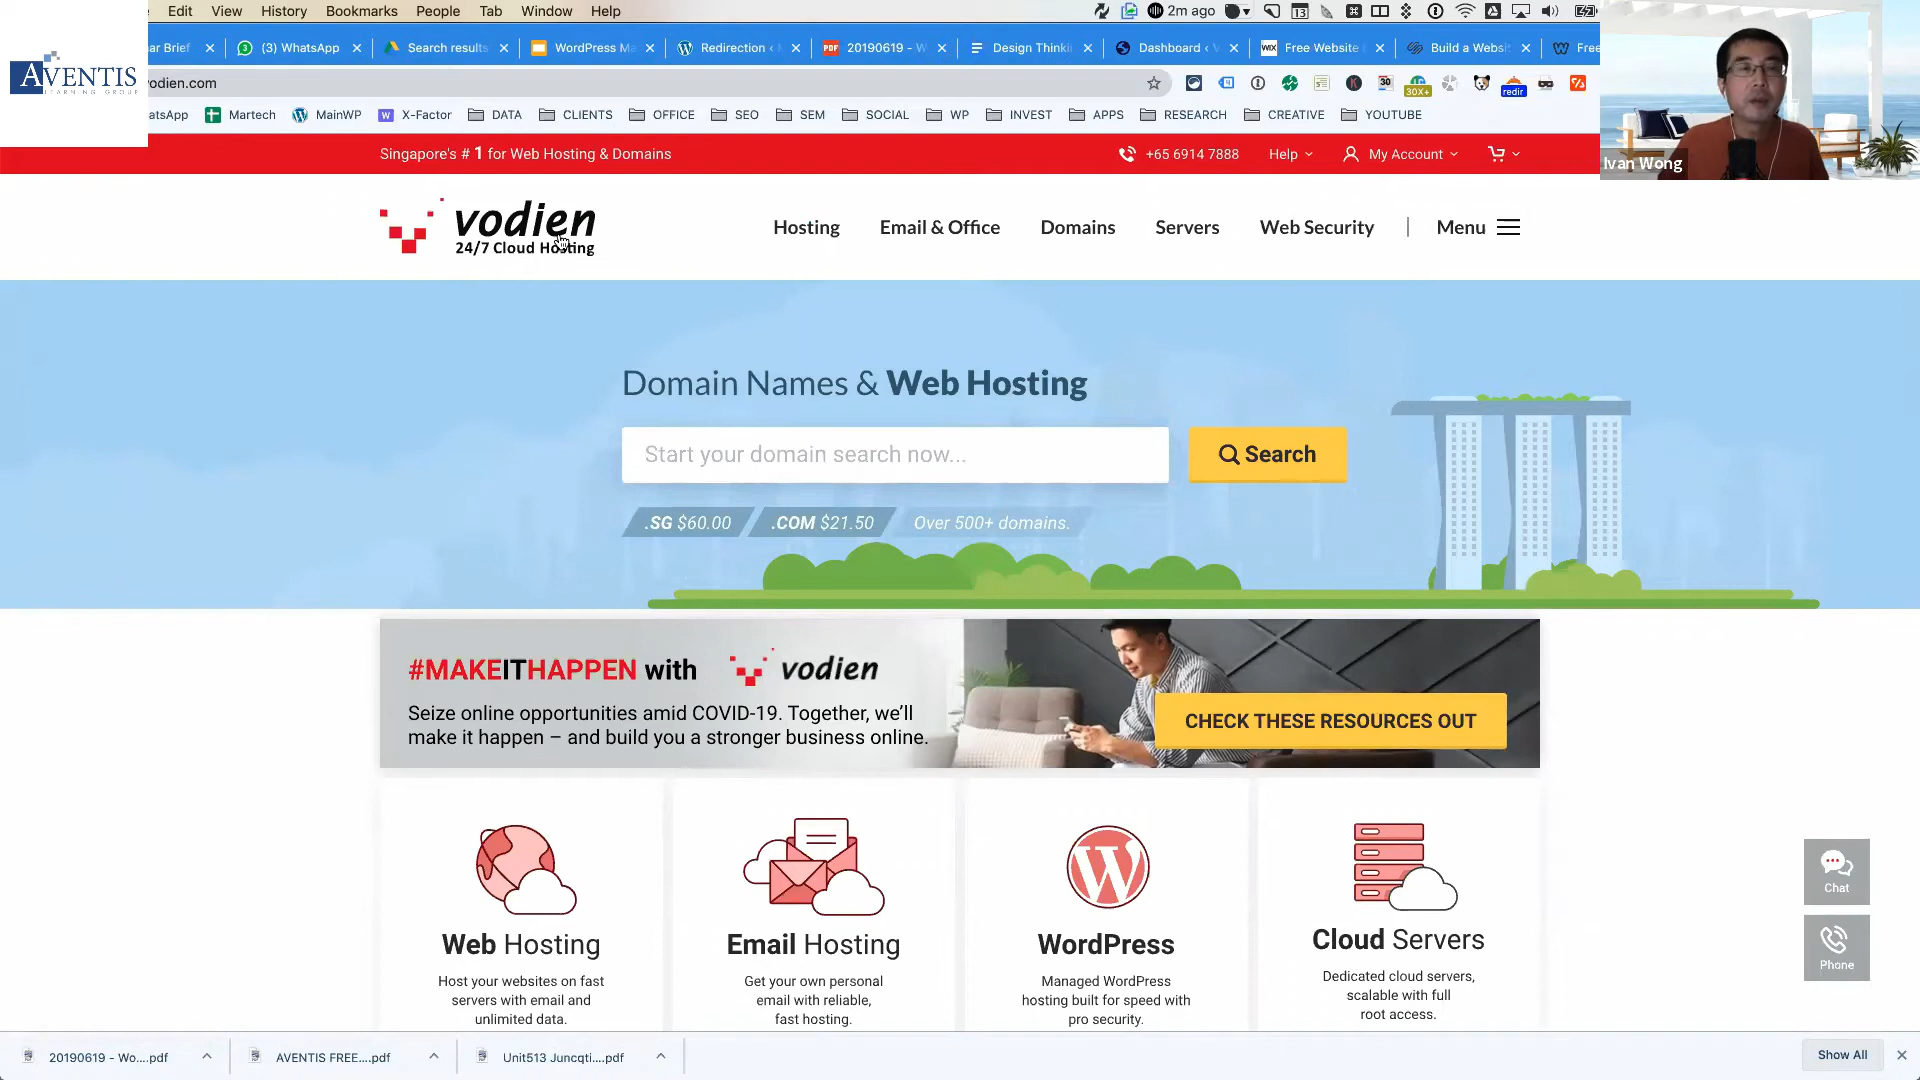 Edit View History Bookmarks People Tab Window Help 2m ago 13
AVENTIS
LEARNING GROUP
ar Brief (3) WhatsApp Search results WordPress Ma Redirection ‹ PDF 20190619 - W Design Thinki Dashboard ‹ WIX Free Website Build a Websi Free
vodien.com 30 30X+ redir
atsApp Martech MainWP X-Factor DATA CLIENTS OFFICE SEO SEM SOCIAL WP INVEST APPS RESEARCH CREATIVE YOUTUBE
Ivan Wong
Singapore's # 1 for Web Hosting & Domains +65 6914 7888 Help My Account
vodien
24/7 Cloud Hosting
Hosting Email & Office Domains Servers Web Security | Menu
Domain Names & Web Hosting
Start your domain search now... Search
.SG $60.00 .COM $21.50 Over 500+ domains.
#MAKEITHAPPEN with vodien
Seize online opportunities amid COVID-19. Together, we'll
make it happen – and build you a stronger business online.
CHECK THESE RESOURCES OUT
Web Hosting
Host your websites on fast
servers with email and
unlimited data.
Email Hosting
Get your own personal
email with reliable,
fast hosting.
WordPress
Managed WordPress
hosting built for speed with
pro security.
Cloud Servers
Dedicated cloud servers,
scalable with full
root access.
Chat
Phone
20190619 - Wo....pdf AVENTIS FREE....pdf Unit513 Juncqti....pdf Show All